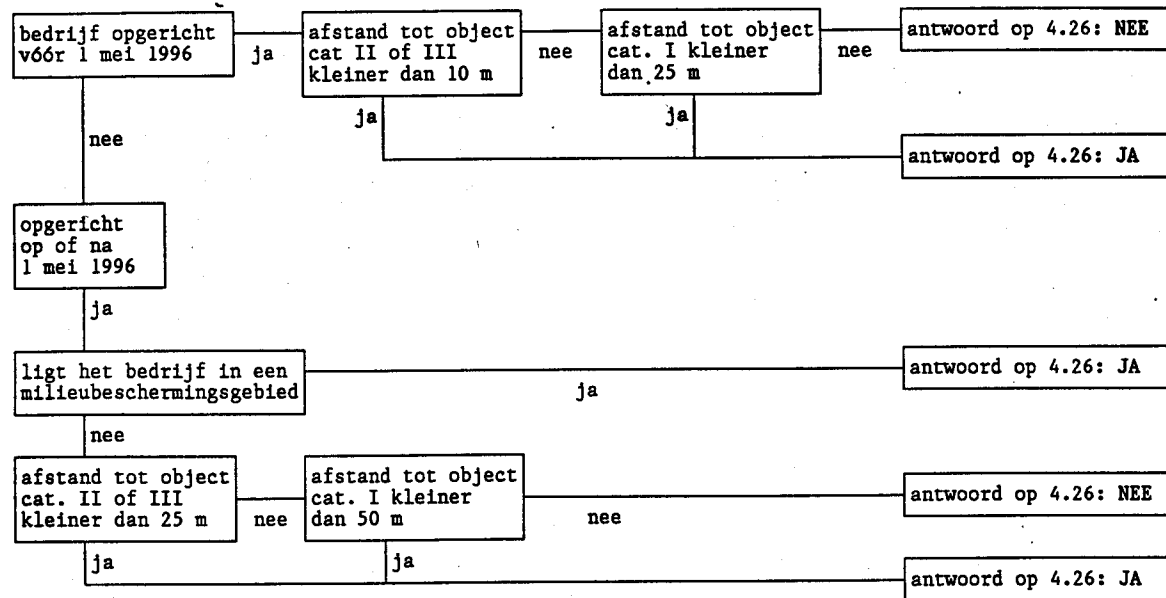 bedrijf opgericht
vóór 1 mei 1996
ja
afstand tot object
cat II of III
kleiner dan 10 m
nee
afstand tot object
cat. I kleiner
dan 25 m
nee
antwoord op 4.26: NEE
ja
ja
nee
antwoord op 4.26: JA
opgericht
op of na
1 mei 1996
ja
ligt het bedrijf in een
milieubeschermingsgebied
ja
antwoord op 4.26: JA
nee
afstand tot object
cat. II of III
kleiner dan 25 m
nee
afstand tot object
cat. I kleiner
dan 50 m
nee
antwoord op 4.26: NEE
ja
ja
antwoord op 4.26: JA